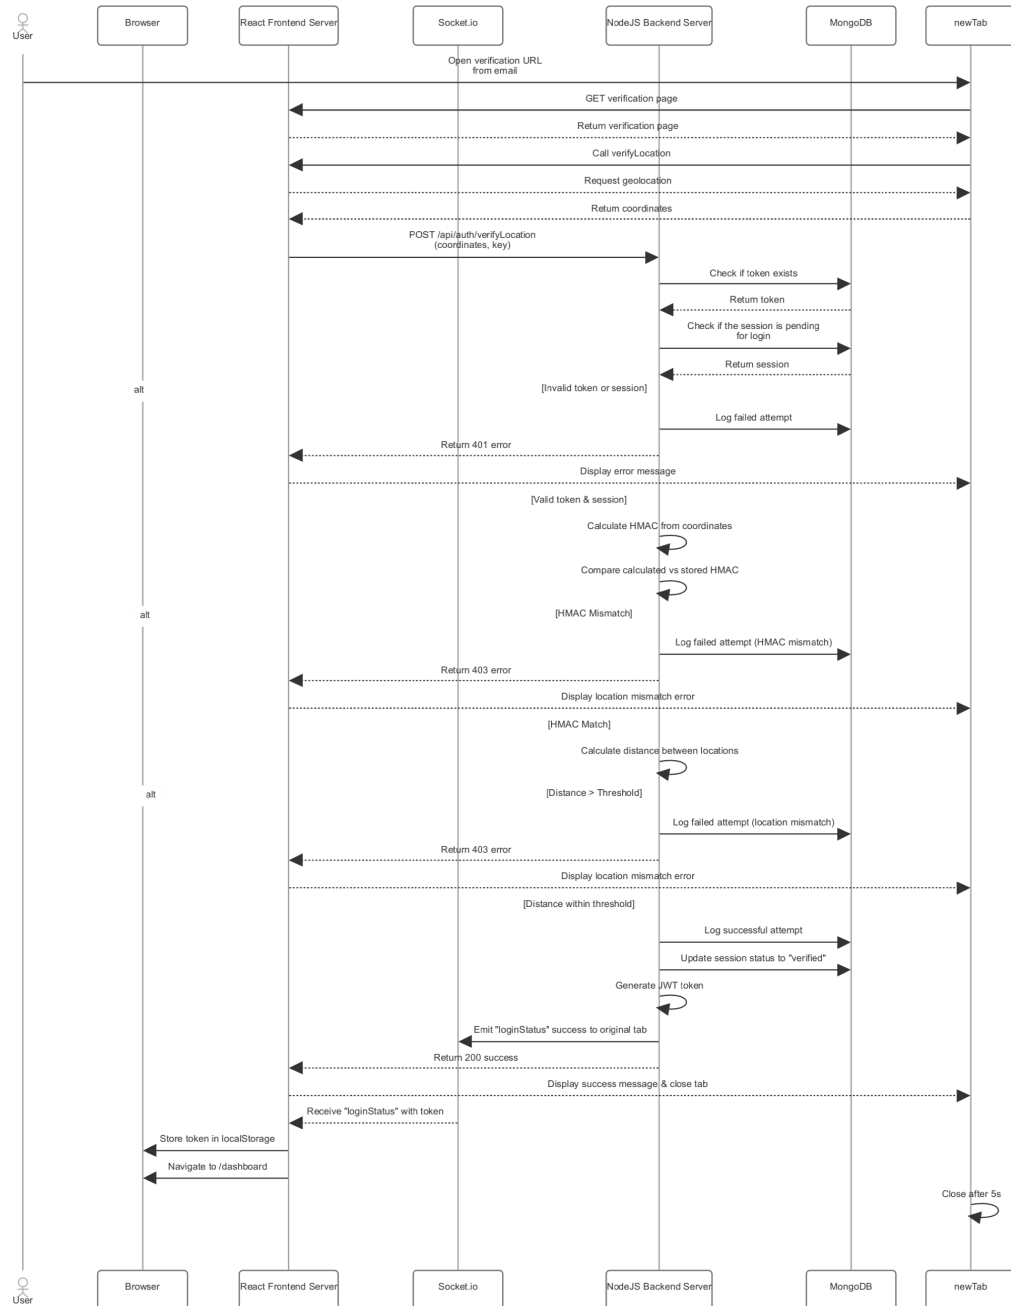 User
Browser
React Frontend Server
Socket.io
NodeJS Backend Server
MongoDB
newTab
Open verification URL
from email
GET verification page
Return verification page
Call verifyLocation
Request geolocation
Return coordinates
POST /api/auth/verifyLocation
(coordinates, key)
Check if token exists
Return token
Check if the session is pending
for login
Return session
alt
[Invalid token or session]
Log failed attempt
Return 401 error
Display error message
[Valid token & session]
Calculate HMAC from coordinates
Compare calculated vs stored HMAC
alt
[HMAC Mismatch]
Log failed attempt (HMAC mismatch)
Return 403 error
Display location mismatch error
[HMAC Match]
Calculate distance between locations
alt
[Distance > Threshold]
Log failed attempt (location mismatch)
Return 403 error
Display location mismatch error
[Distance within threshold]
Log successful attempt
Update session status to "verified"
Generate JWT token
Emit "loginStatus" success to original tab
Return 200 success
Display success message & close tab
Receive "loginStatus" with token
Store token in localStorage
Navigate to /dashboard
Close after 5s
User
Browser
React Frontend Server
Socket.io
NodeJS Backend Server
MongoDB
newTab